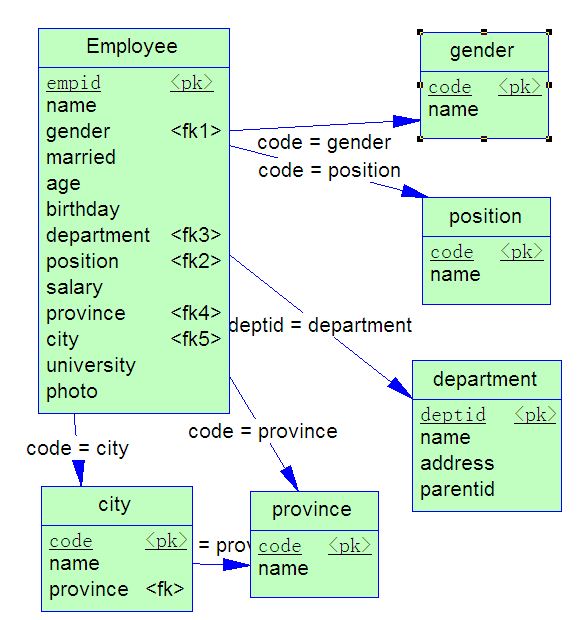 Employee
empid <pk>
name
gender <fk1>
married
age
birthday
department <fk3>
position <fk2>
salary
province <fk4>
city <fk5>
university
photo
gender
code <pk>
name
code = gender
code = position
position
code <pk>
name
deptid = department
department
deptid <pk>
name
address
parentid
code = province
code = city
city
code <pk>
name
province <fk>
= prov
province
code <pk>
name